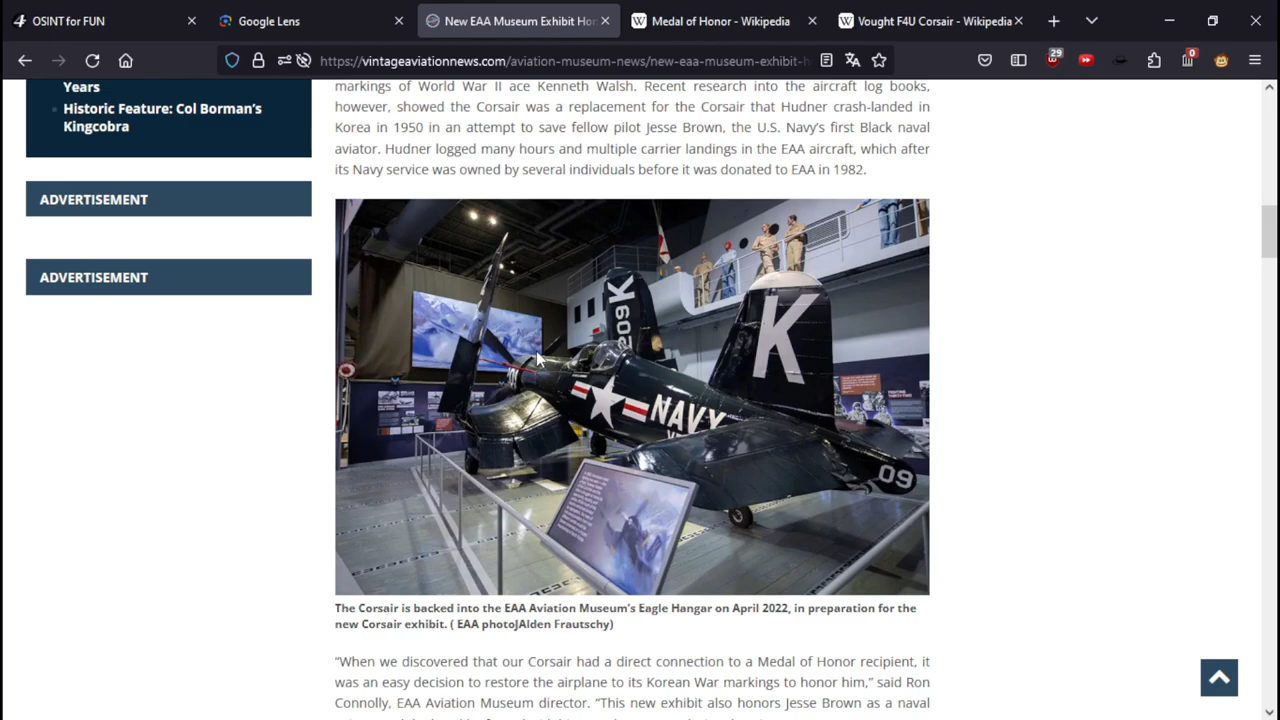 OSINT for FUN
Google Lens
New EAA Museum Exhibit Hon
Medal of Honor - Wikipedia
Vought F4U Corsair - Wikipedia
https://vintageaviationnews.com/aviation-museum-news/new-eaa-museum-exhibit-h
29
0
Years
Historic Feature: Col Borman's
Kingcobra
ADVERTISEMENT
ADVERTISEMENT
markings of World War II ace Kenneth Walsh. Recent research into the aircraft log books,
however, showed the Corsair was a replacement for the Corsair that Hudner crash-landed in
Korea in 1950 in an attempt to save fellow pilot Jesse Brown, the U.S. Navy's first Black naval
aviator. Hudner logged many hours and multiple carrier landings in the EAA aircraft, which after
its Navy service was owned by several individuals before it was donated to EAA in 1982.
K
209
K
NAVY
09
The Corsair is backed into the EAA Aviation Museum's Eagle Hangar on April 2022, in preparation for the
new Corsair exhibit. ( EAA photo|Alden Frautschy)
"When we discovered that our Corsair had a direct connection to a Medal of Honor recipient, it
was an easy decision to restore the airplane to its Korean War markings to honor him," said Ron
Connolly, EAA Aviation Museum director. "This new exhibit also honors Jesse Brown as a naval